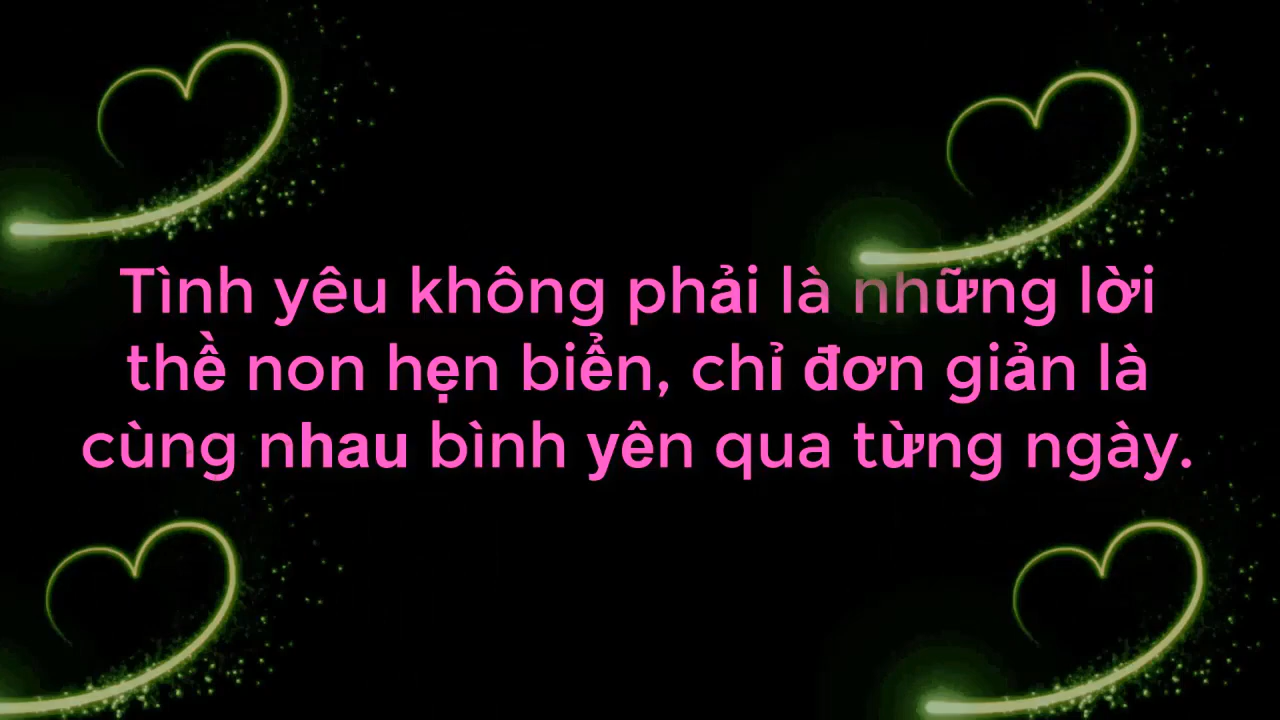 Tình yêu không phải là những lời
thề non hẹn biển, chỉ đơn giản là
cùng nhau bình yên qua từng ngày.